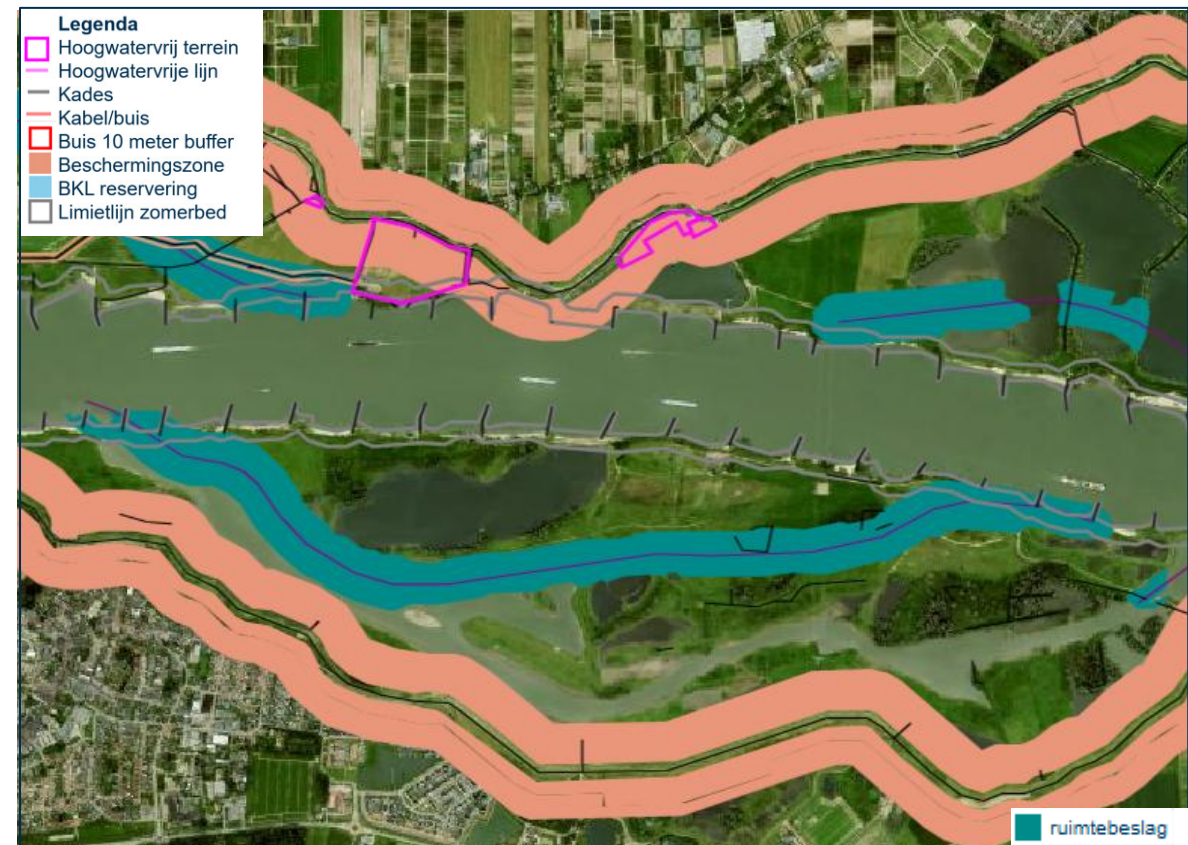 Legenda
Hoogwatervrij terrein
Hoogwatervrije lijn
Kades
Kabel/buis
Buis 10 meter buffer
Beschermingszone
BKL reservering
Limietlijn zomerbed
ruimtebeslag